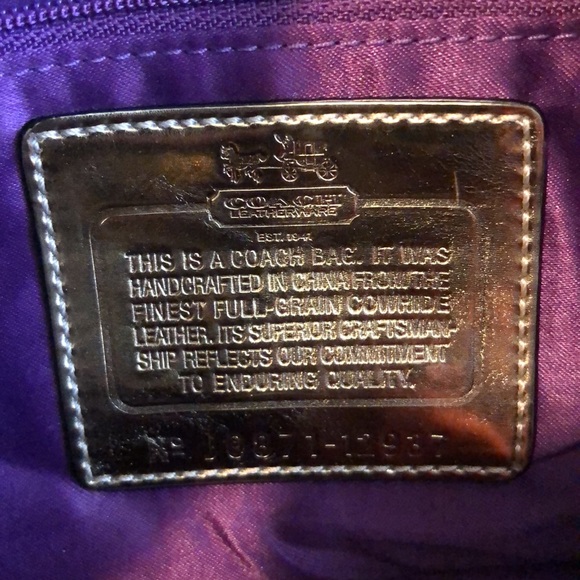 COACH
LEATHERWARE
EST. 1941
THIS IS A COACH BAG. IT WAS
HANDCRAFTED IN CHINA FROM THE
FINEST FULL-GRAIN COWHIDE
LEATHER. ITS SUPERIOR CRAFTSMAN-
SHIP REFLECTS OUR COMMITMENT
TO ENDURING QUALITY.
Nº